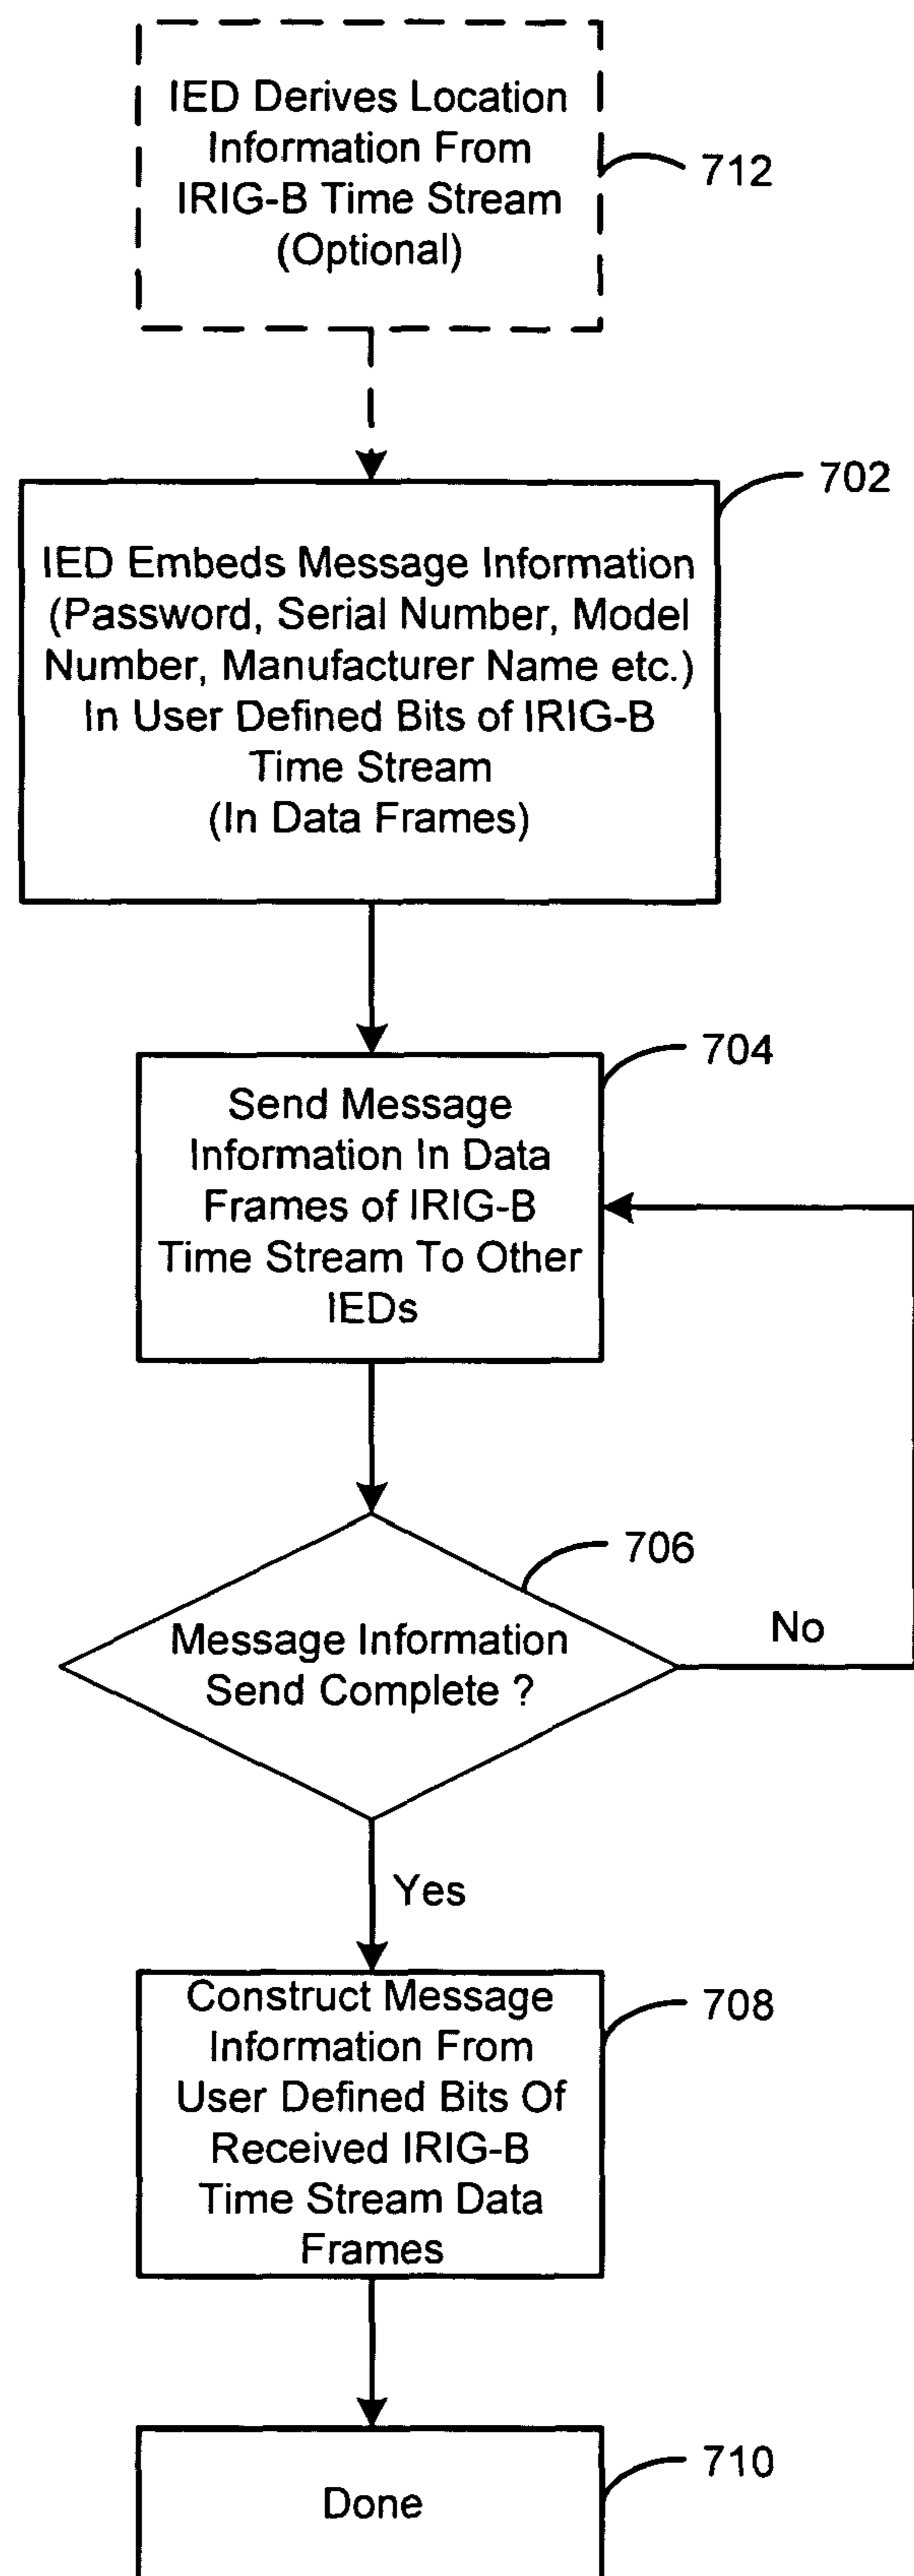 IED Derives Location
Information From
IRIG-B Time Stream
(Optional)
712
702
IED Embeds Message Information
(Password, Serial Number, Model
Number, Manufacturer Name etc.)
In User Defined Bits of IRIG-B
Time Stream
(In Data Frames)
704
Send Message
Information In Data
Frames of IRIG-B
Time Stream To Other
IEDs
706
Message Information
Send Complete ?
No
Yes
Construct Message
Information From
User Defined Bits Of
Received IRIG-B
Time Stream Data
Frames
708
710
Done